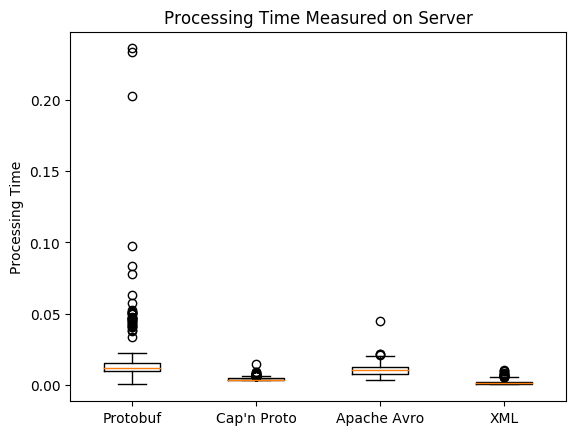 Processing Time Measured on Server
Processing Time
0.20
0.15
0.10
0.05
0.00
Protobuf
Cap'n Proto
Apache Avro
XML